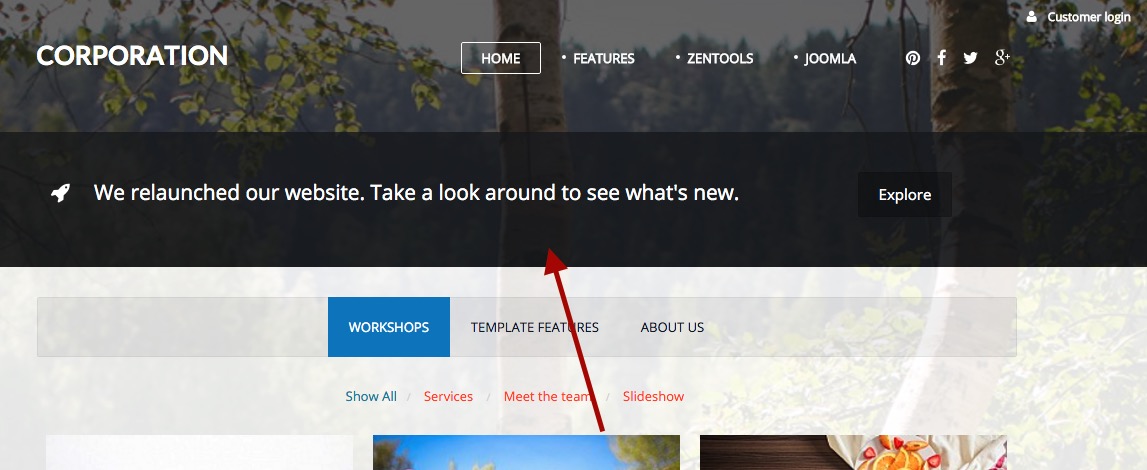 Customer login
CORPORATION
HOME • FEATURES • ZENTOOLS • JOOMLA
We relaunched our website. Take a look around to see what's new.
Explore
WORKSHOPS TEMPLATE FEATURES ABOUT US
Show All / Services / Meet the team / Slideshow